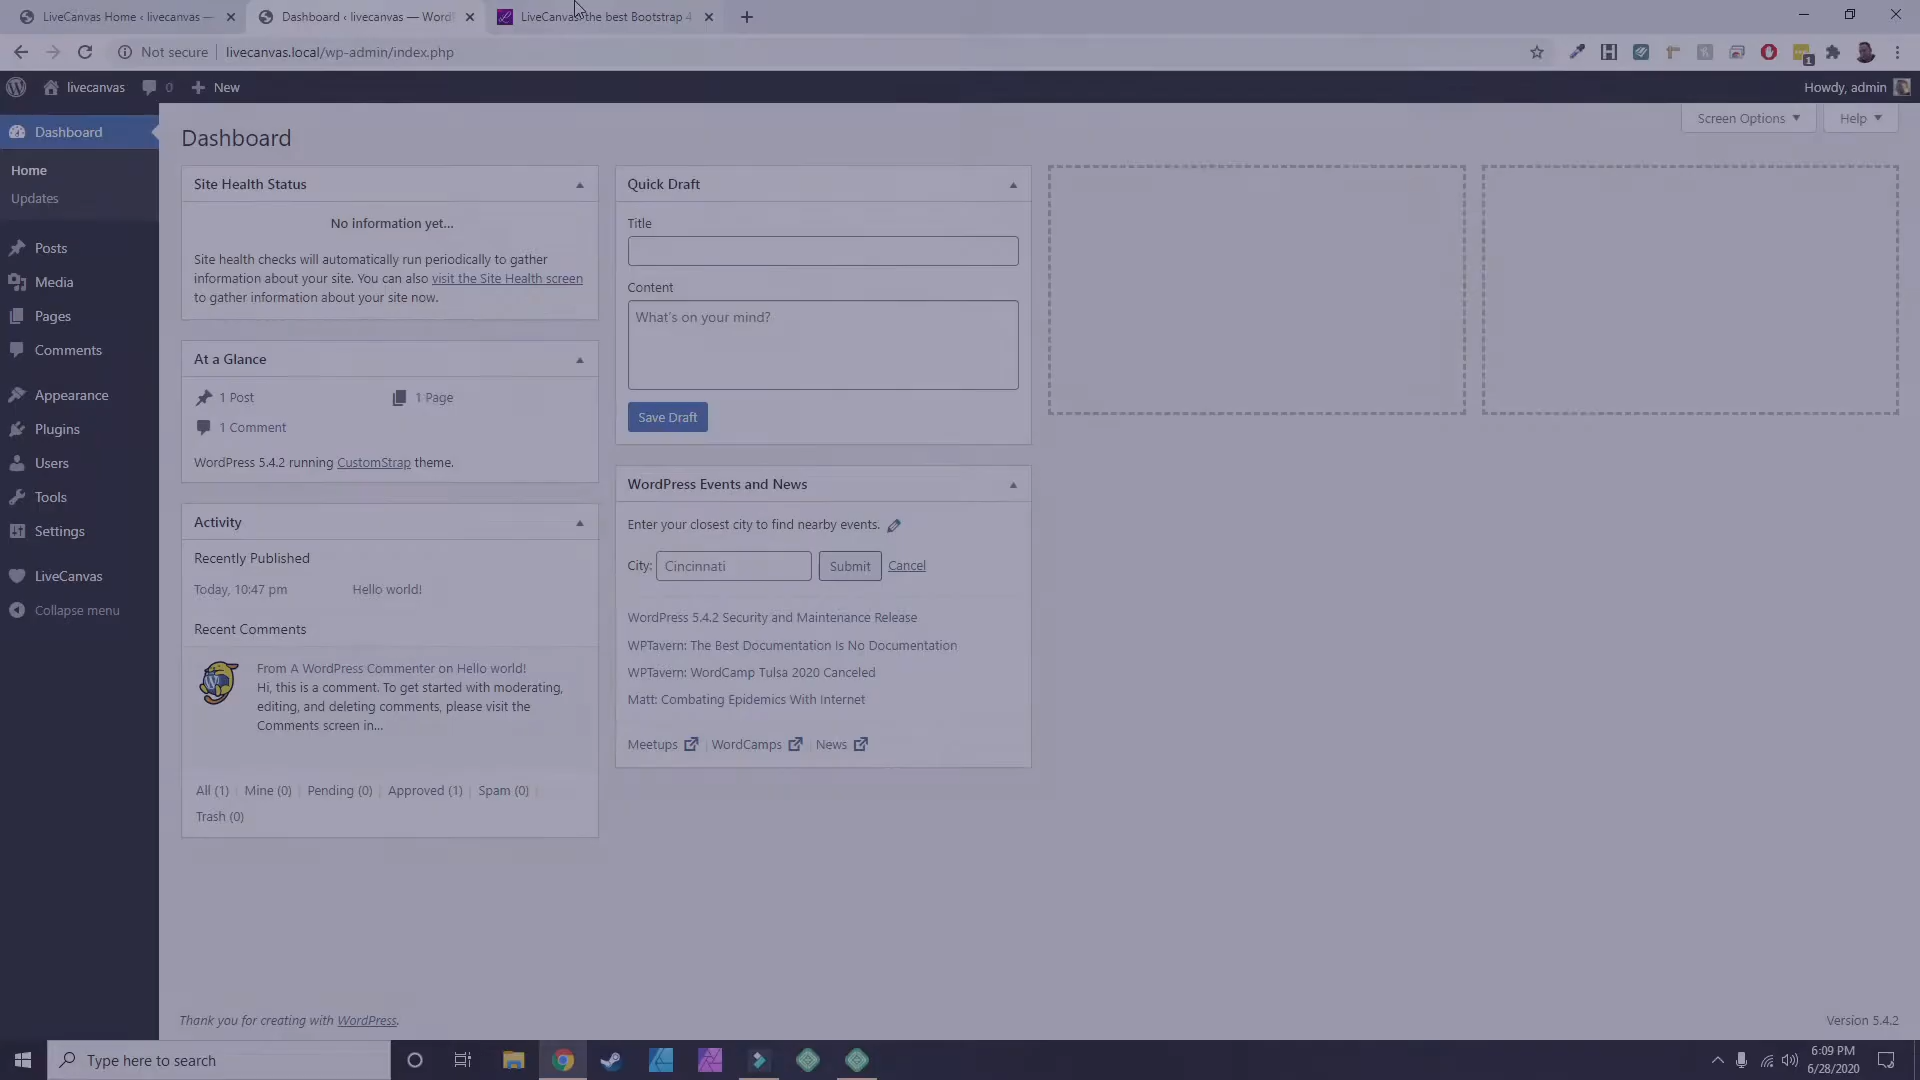 LiveCanvas Home ‹ livecanvas —
Dashboard ‹ livecanvas — Word
LiveCanvas the best Bootstrap 4
Not secure
livecanvas.local/wp-admin/index.php
1
livecanvas
0
New
Howdy, admin
Dashboard
Home
Updates
Posts
Media
Pages
Comments
Appearance
Plugins
Users
Tools
Settings
LiveCanvas
Collapse menu
Dashboard
Screen Options
Help
Site Health Status
No information yet…
Site health checks will automatically run periodically to gather
information about your site. You can also visit the Site Health screen
to gather information about your site now.
At a Glance
1 Post
1 Page
1 Comment
WordPress 5.4.2 running CustomStrap theme.
Activity
Recently Published
Today, 10:47 pm
Hello world!
Recent Comments
From A WordPress Commenter on Hello world!
Hi, this is a comment. To get started with moderating,
editing, and deleting comments, please visit the
Comments screen in…
All (1)
Mine (0)
Pending (0)
Approved (1)
Spam (0)
Trash (0)
Quick Draft
Title
Content
What's on your mind?
Save Draft
WordPress Events and News
Enter your closest city to find nearby events.
City:
Cincinnati
Submit
Cancel
WordPress 5.4.2 Security and Maintenance Release
WPTavern: The Best Documentation Is No Documentation
WPTavern: WordCamp Tulsa 2020 Canceled
Matt: Combating Epidemics With Internet
Meetups
WordCamps
News
Thank you for creating with WordPress.
Version 5.4.2
Type here to search
6:09 PM
6/28/2020